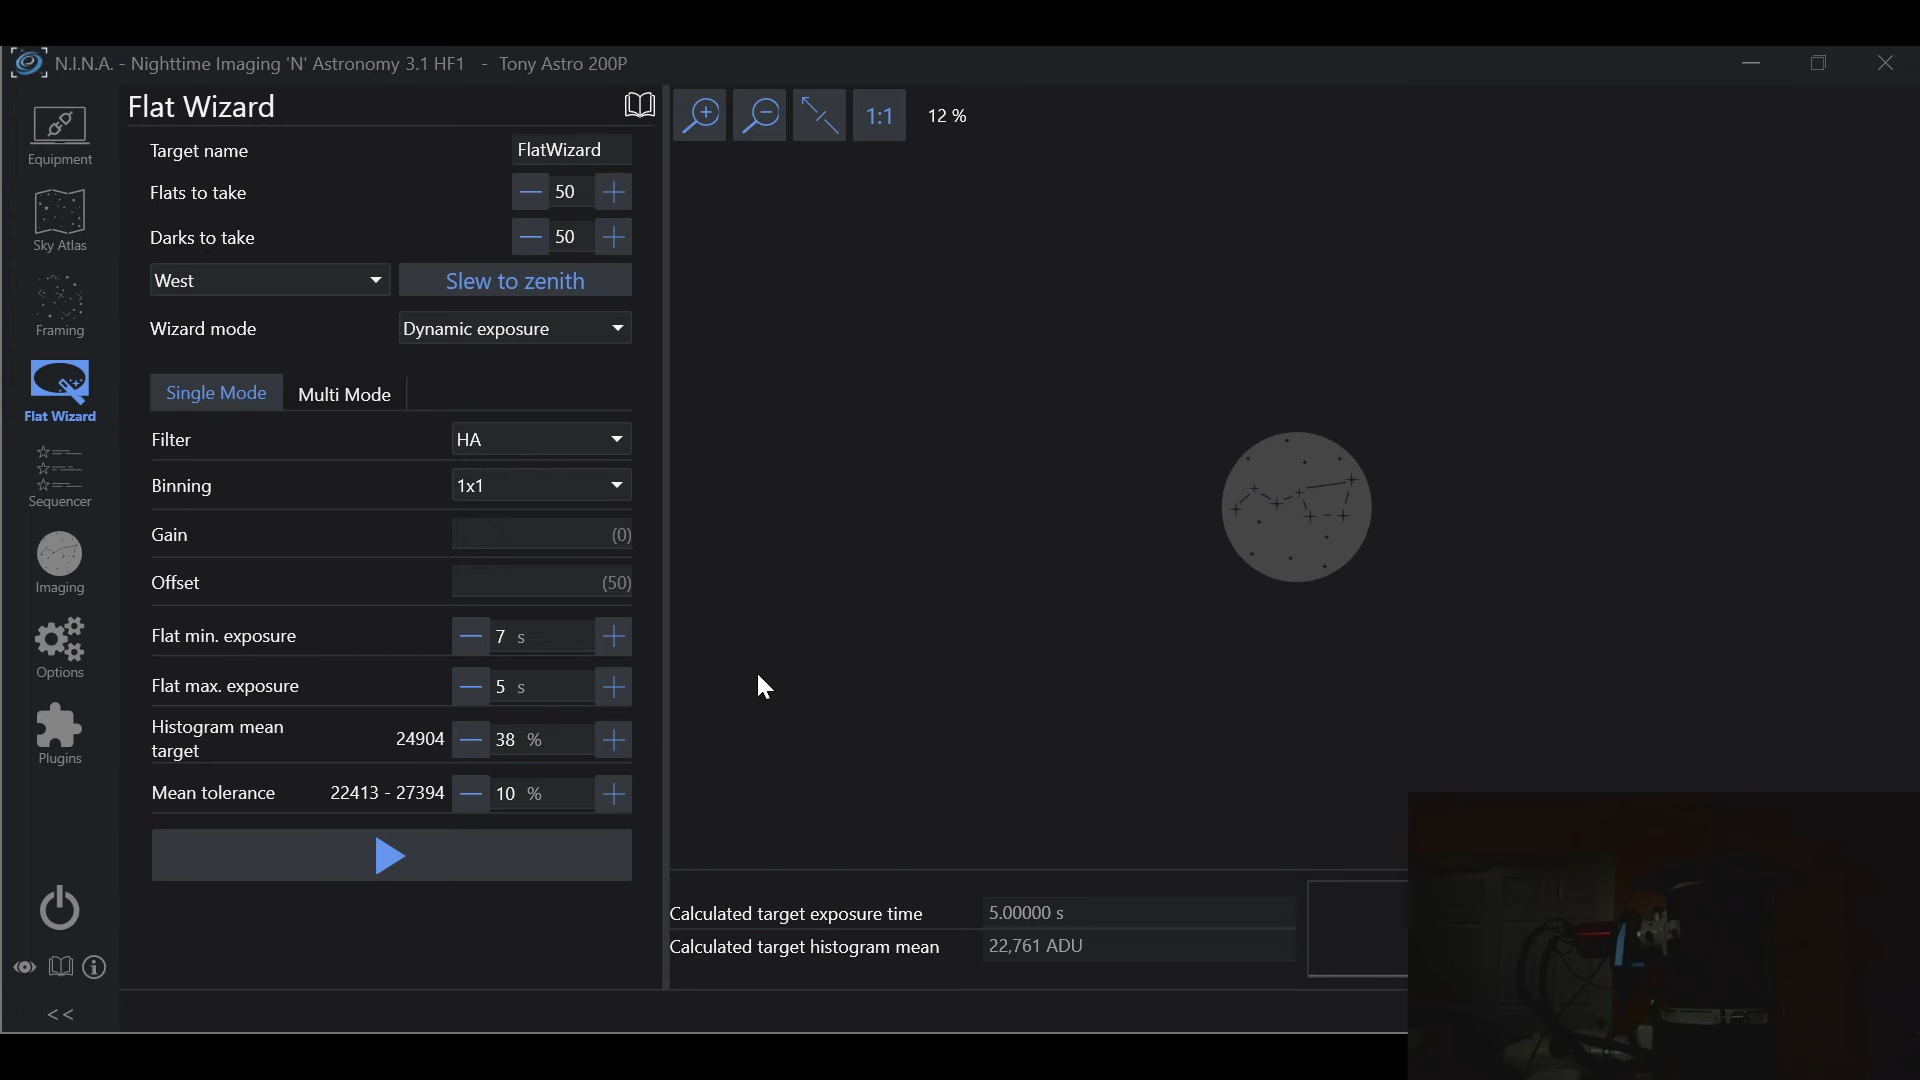 N.I.N.A. - Nighttime Imaging 'N' Astronomy 3.1 HF1 - Tony Astro 200P
Equipment
Sky Atlas
Framing
Flat Wizard
Sequencer
Imaging
Options
Plugins
<<
Flat Wizard
Target name FlatWizard
Flats to take 50
Darks to take 50
West Slew to zenith
Wizard mode Dynamic exposure
Single Mode Multi Mode
Filter HA
Binning 1x1
Gain (0)
Offset (50)
Flat min. exposure 7 s
Flat max. exposure 5 s
Histogram mean
target 24904 38 %
Mean tolerance 22413 - 27394 10 %
1:1 12 %
Calculated target exposure time 5.00000 s
Calculated target histogram mean 22,761 ADU